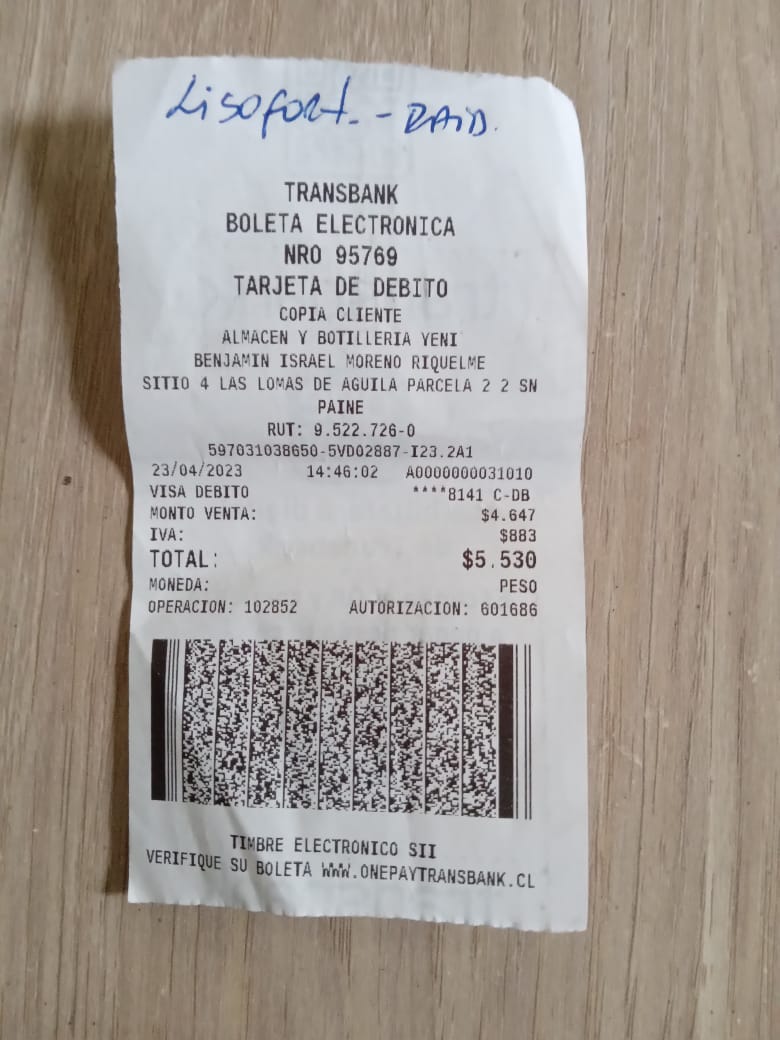 Lisofort. - RAID.
TRANSBANK
BOLETA ELECTRONICA
NRO 95769
TARJETA DE DEBITO
COPIA CLIENTE
ALMACEN Y BOTILLERIA YENI
BENJAMIN ISRAEL MORENO RIQUELME
SITIO 4 LAS LOMAS DE AGUILA PARCELA 2 2 SN
PAINE
RUT: 9.522.726-0
597031038650-5VD02887-I23.2A1
23/04/2023 14:46:02 A0000000031010
VISA DEBITO ****8141 C-DB
MONTO VENTA: $4.647
IVA: $883
TOTAL: $5.530
MONEDA: PESO
OPERACION: 102852 AUTORIZACION: 601686
TIMBRE ELECTRONICO SII
VERIFIQUE SU BOLETA WWW.ONEPAYTRANSBANK.CL